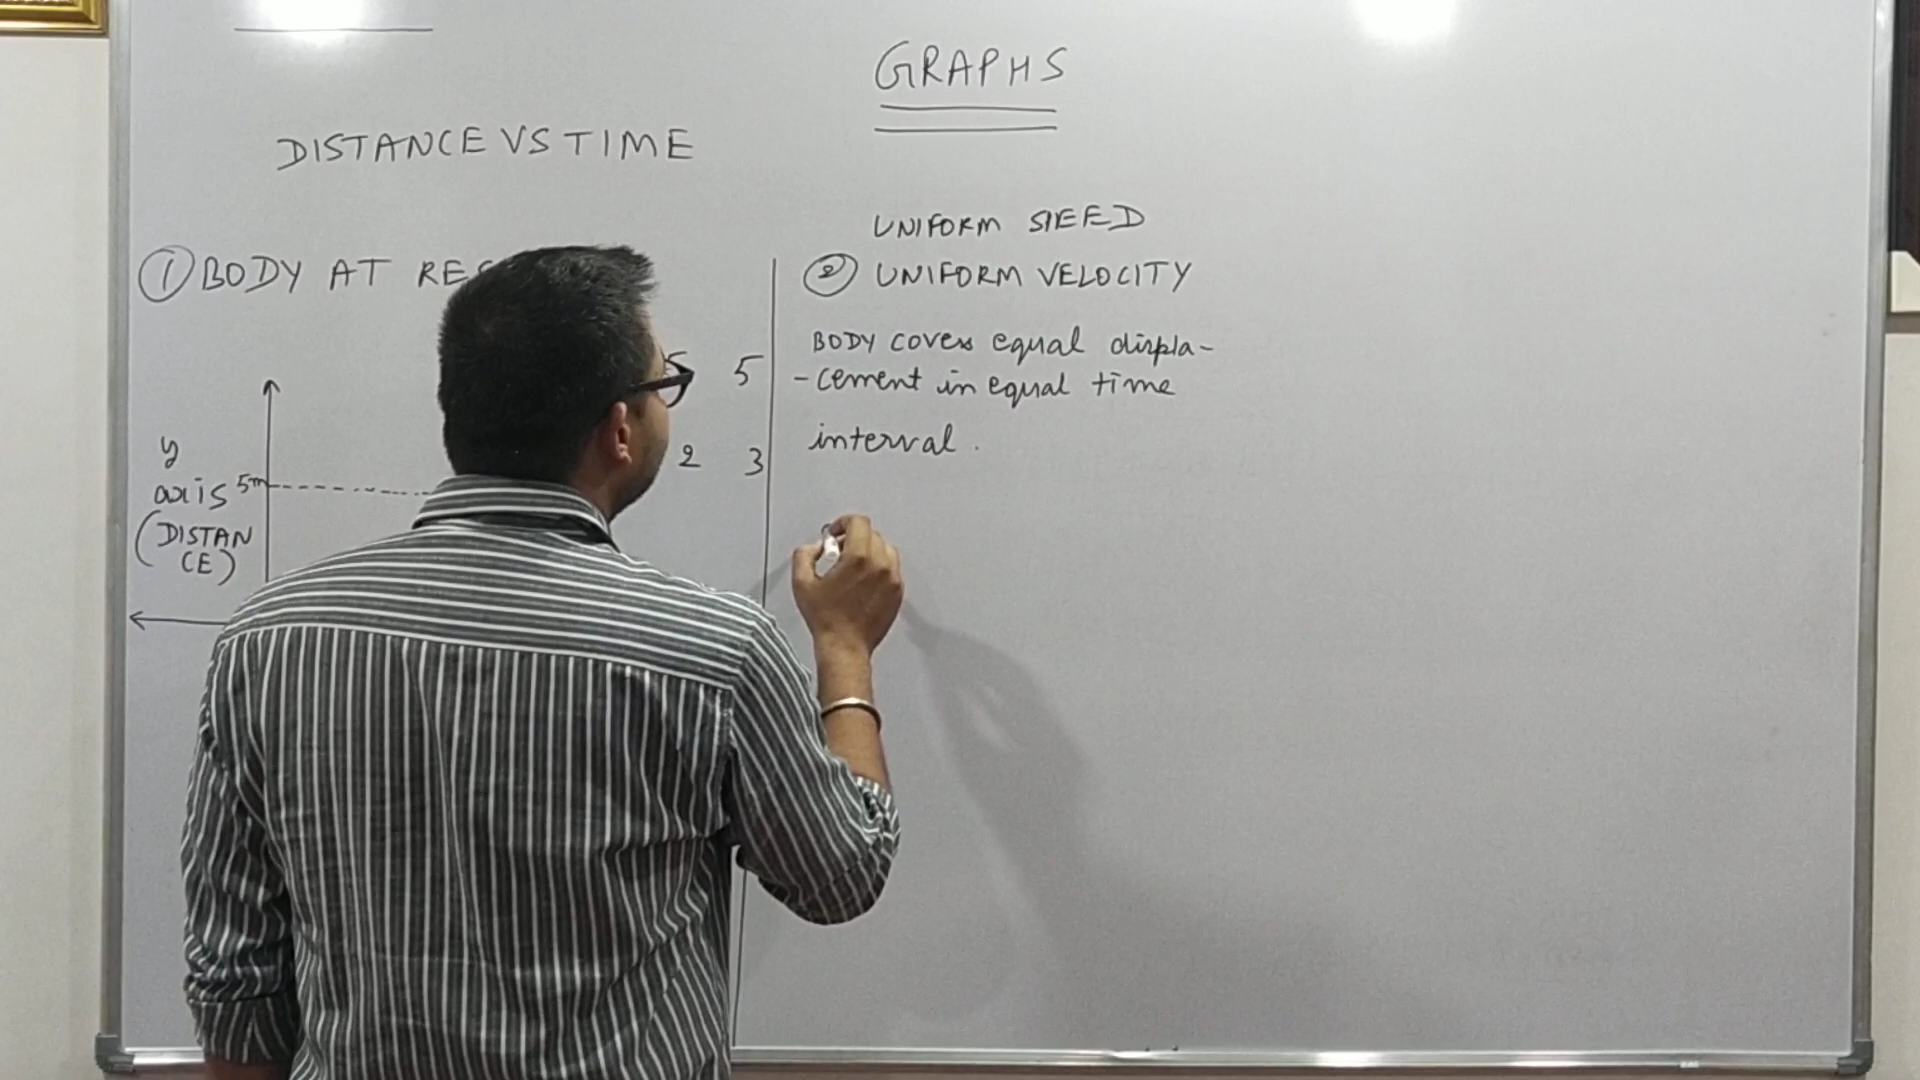 GRAPHS
DISTANCE VS TIME
① BODY AT RES
5 5
2 3
y
axis 5m
(DISTAN
CE)
UNIFORM SPEED
② UNIFORM VELOCITY
BODY covers equal displa-
-cement in equal time
interval.